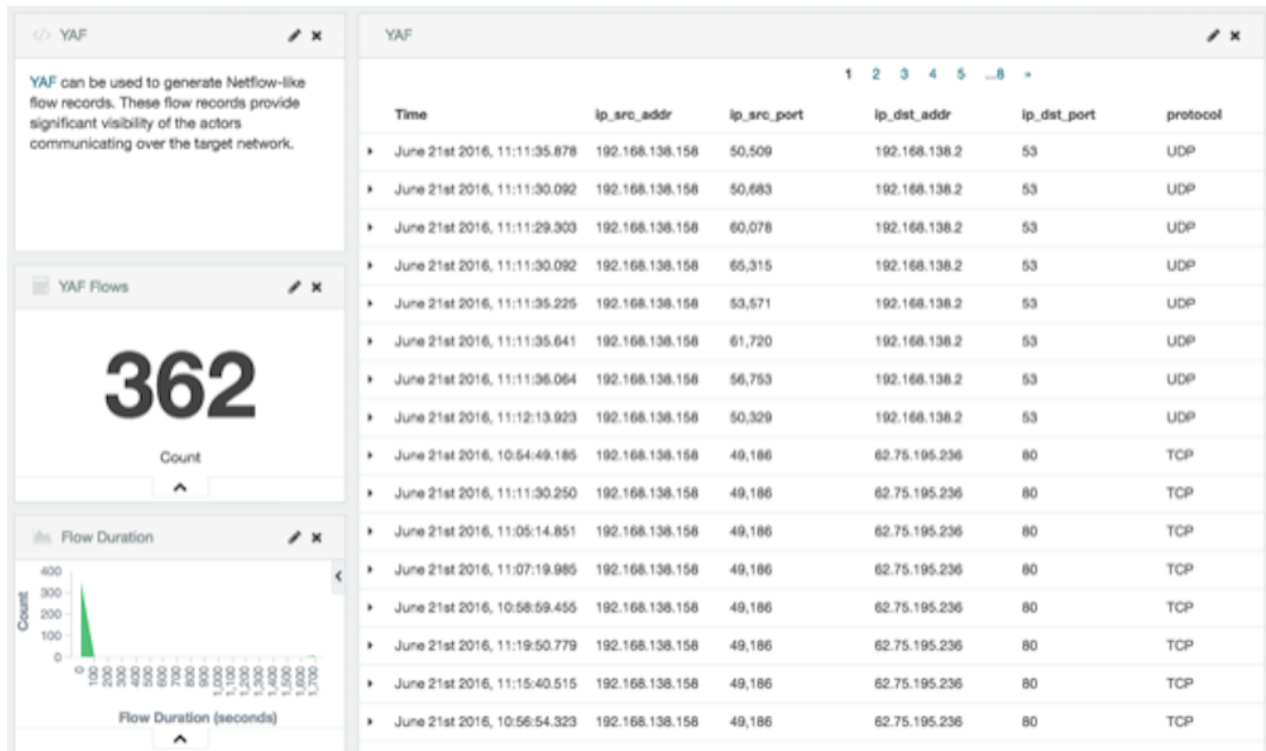 YAF
YAF can be used to generate Netflow-like
flow records. These flow records provide
significant visibility of the actors
communicating over the target network.
YAF Flows
362
Count
Flow Duration
Count
400
300
200
100
0
0 100 200 300 400 500 600 700 800 900 1,000 1,100 1,200 1,300 1,400 1,500 1,600 1,700
Flow Duration (seconds)
YAF
1 2 3 4 5 ...8 »
Time ip_src_addr ip_src_port ip_dst_addr ip_dst_port protocol
June 21st 2016, 11:11:35.878 192.168.138.158 50,509 192.168.138.2 53 UDP
June 21st 2016, 11:11:30.092 192.168.138.158 50,683 192.168.138.2 53 UDP
June 21st 2016, 11:11:29.303 192.168.138.158 60,078 192.168.138.2 53 UDP
June 21st 2016, 11:11:30.092 192.168.138.158 65,315 192.168.138.2 53 UDP
June 21st 2016, 11:11:35.225 192.168.138.158 53,571 192.168.138.2 53 UDP
June 21st 2016, 11:11:35.641 192.168.138.158 61,720 192.168.138.2 53 UDP
June 21st 2016, 11:11:36.064 192.168.138.158 56,753 192.168.138.2 53 UDP
June 21st 2016, 11:12:13.923 192.168.138.158 50,329 192.168.138.2 53 UDP
June 21st 2016, 10:54:49.185 192.168.138.158 49,186 62.75.195.236 80 TCP
June 21st 2016, 11:11:30.250 192.168.138.158 49,186 62.75.195.236 80 TCP
June 21st 2016, 11:05:14.851 192.168.138.158 49,186 62.75.195.236 80 TCP
June 21st 2016, 11:07:19.985 192.168.138.158 49,186 62.75.195.236 80 TCP
June 21st 2016, 10:58:59.455 192.168.138.158 49,186 62.75.195.236 80 TCP
June 21st 2016, 11:19:50.779 192.168.138.158 49,186 62.75.195.236 80 TCP
June 21st 2016, 11:15:40.515 192.168.138.158 49,186 62.75.195.236 80 TCP
June 21st 2016, 10:56:54.323 192.168.138.158 49,186 62.75.195.236 80 TCP